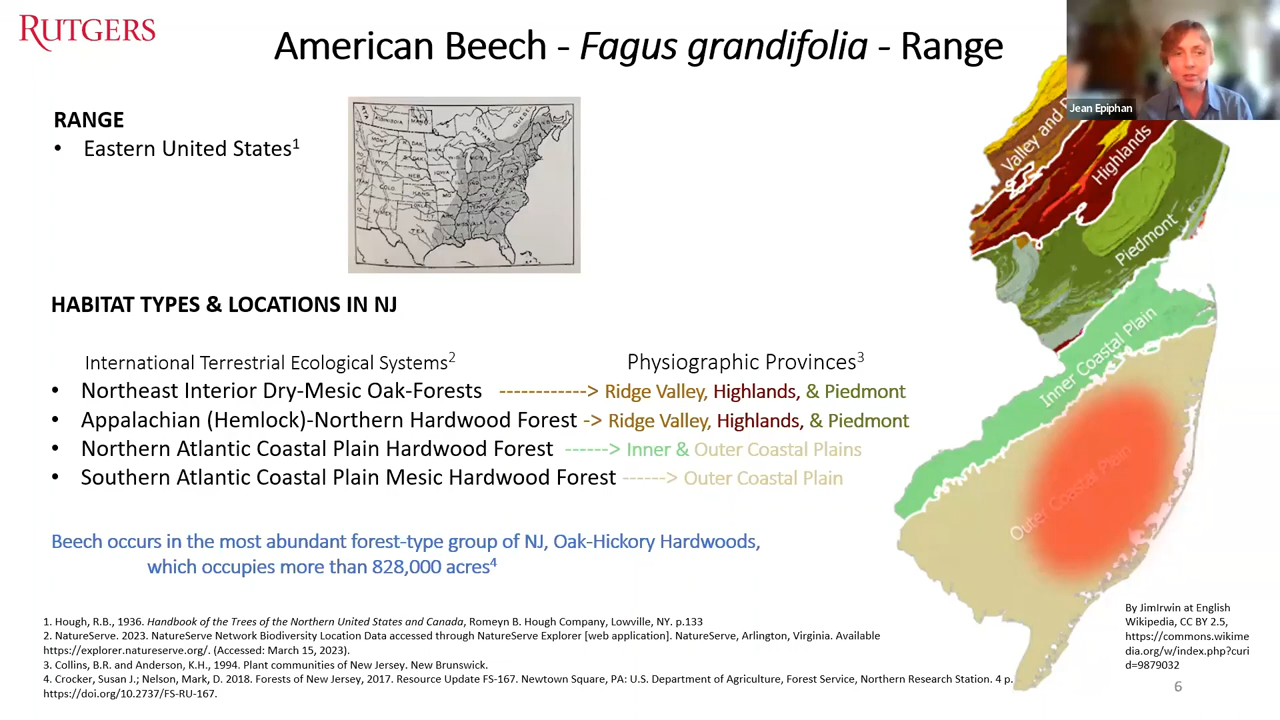 RUTGERS
American Beech - Fagus grandifolia - Range
Jean Epiphan
RANGE
• Eastern United States1
Valley and
Highlands
Piedmont
Inner Coastal Plain
Outer Coastal Plain
HABITAT TYPES & LOCATIONS IN NJ
International Terrestrial Ecological Systems2
Physiographic Provinces3
• Northeast Interior Dry-Mesic Oak-Forests ------------> Ridge Valley, Highlands, & Piedmont
• Appalachian (Hemlock)-Northern Hardwood Forest -> Ridge Valley, Highlands, & Piedmont
• Northern Atlantic Coastal Plain Hardwood Forest ------> Inner & Outer Coastal Plains
• Southern Atlantic Coastal Plain Mesic Hardwood Forest ------> Outer Coastal Plain
Beech occurs in the most abundant forest-type group of NJ, Oak-Hickory Hardwoods,
which occupies more than 828,000 acres4
1. Hough, R.B., 1936. Handbook of the Trees of the Northern United States and Canada, Romeyn B. Hough Company, Lowville, NY. p.133
2. NatureServe. 2023. NatureServe Network Biodiversity Location Data accessed through NatureServe Explorer [web application]. NatureServe, Arlington, Virginia. Available
https://explorer.natureserve.org/. (Accessed: March 15, 2023).
3. Collins, B.R. and Anderson, K.H., 1994. Plant communities of New Jersey. New Brunswick.
4. Crocker, Susan J.; Nelson, Mark, D. 2018. Forests of New Jersey, 2017. Resource Update FS-167. Newtown Square, PA: U.S. Department of Agriculture, Forest Service, Northern Research Station. 4 p.
https://doi.org/10.2737/FS-RU-167.
By JimIrwin at English
Wikipedia, CC BY 2.5,
https://commons.wikime
dia.org/w/index.php?curi
d=9879032
6